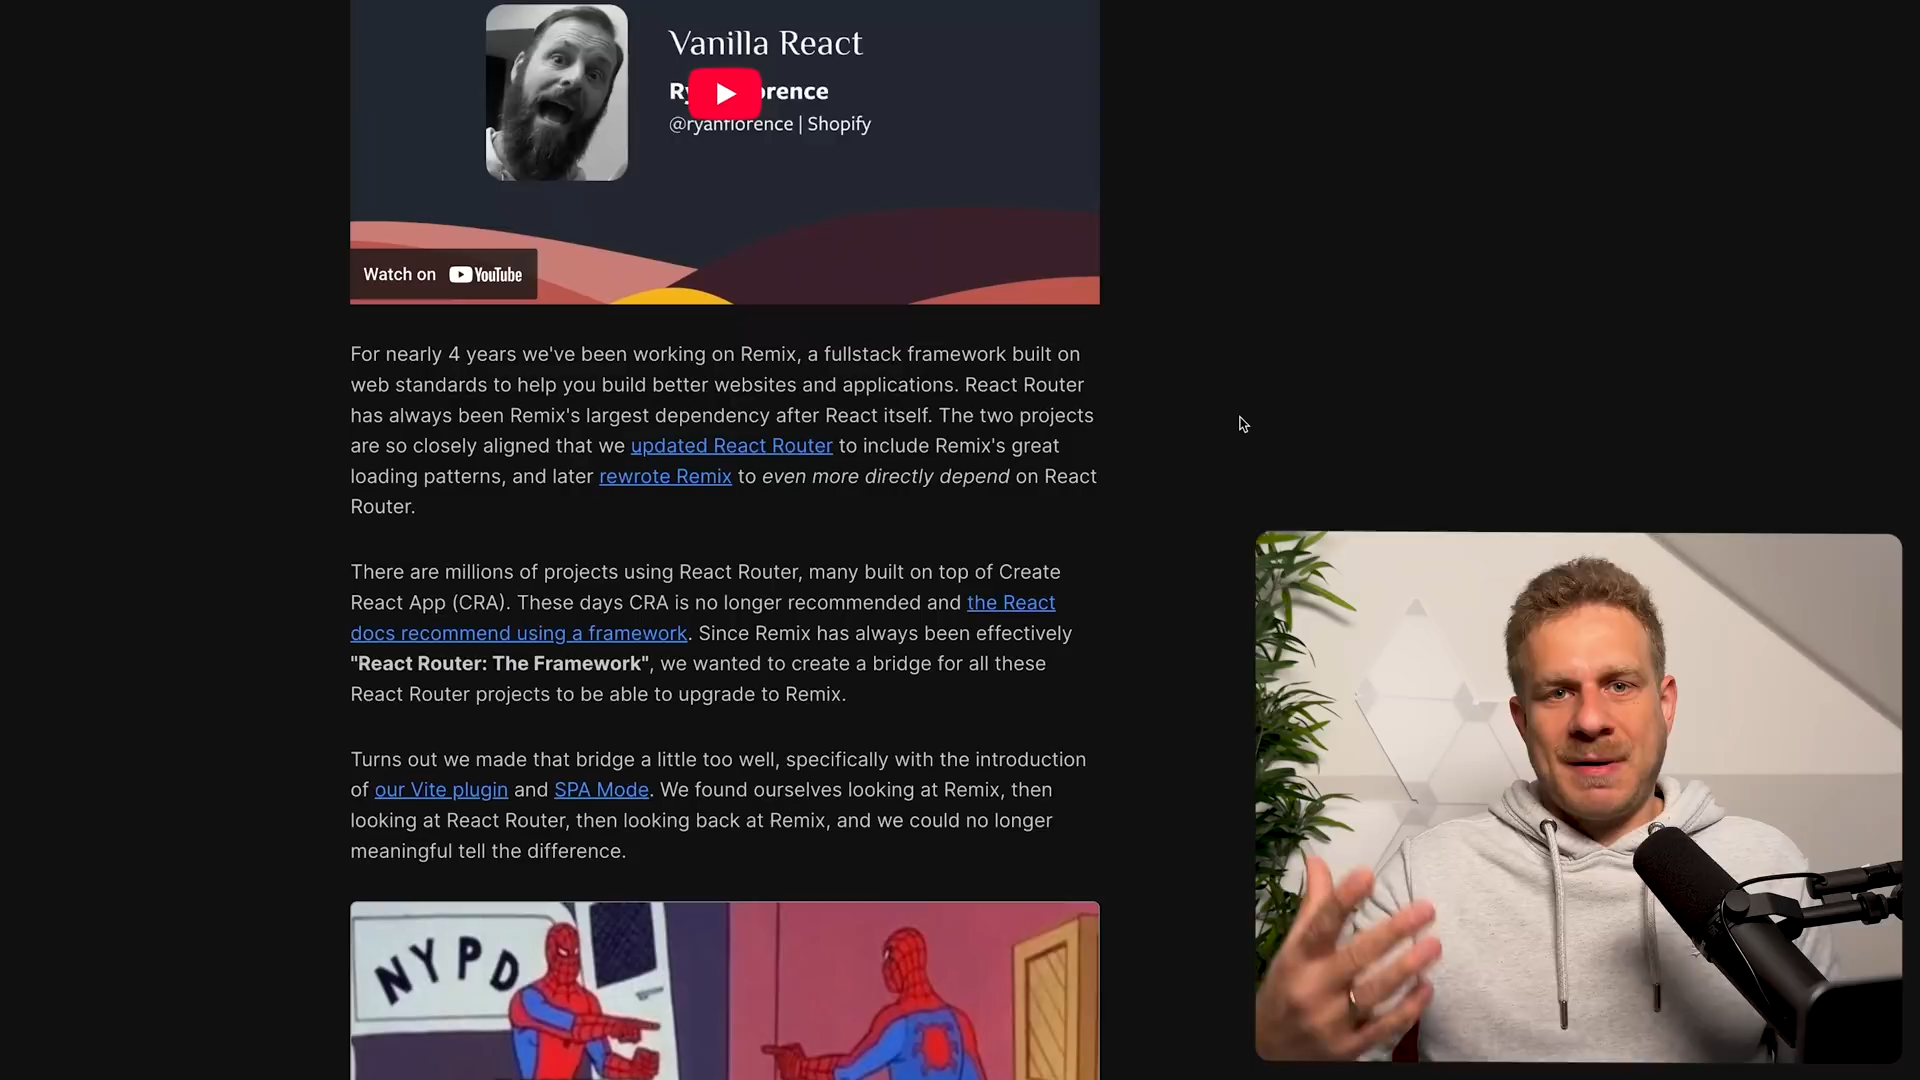 Vanilla React
Ry orence
@ryanflorence | Shopify
Watch on YouTube
For nearly 4 years we've been working on Remix, a fullstack framework built on
web standards to help you build better websites and applications. React Router
has always been Remix's largest dependency after React itself. The two projects
are so closely aligned that we updated React Router to include Remix's great
loading patterns, and later rewrote Remix to even more directly depend on React
Router.
There are millions of projects using React Router, many built on top of Create
React App (CRA). These days CRA is no longer recommended and the React
docs recommend using a framework. Since Remix has always been effectively
"React Router: The Framework", we wanted to create a bridge for all these
React Router projects to be able to upgrade to Remix.
Turns out we made that bridge a little too well, specifically with the introduction
of our Vite plugin and SPA Mode. We found ourselves looking at Remix, then
looking at React Router, then looking back at Remix, and we could no longer
meaningful tell the difference.
NYPD